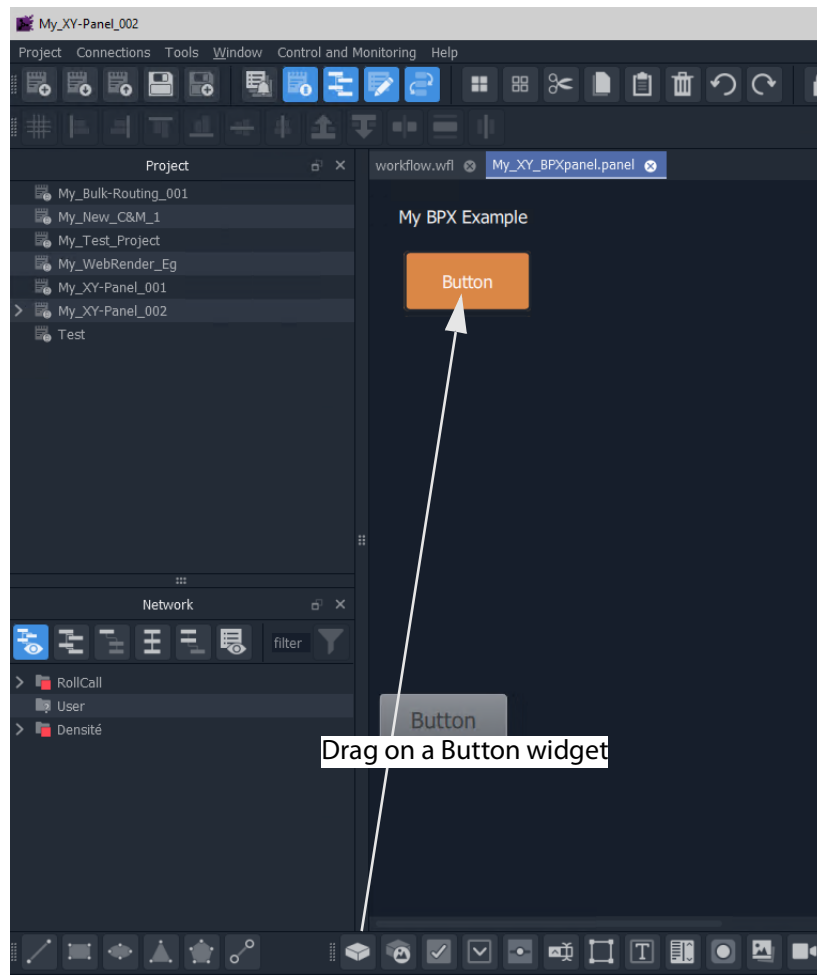 My_XY-Panel_002
Project Connections Tools Window Control and Monitoring Help
Project
workflow.wfl My_XY_BPXpanel.panel
My_Bulk-Routing_001
My_New_C&M_1
My_Test_Project
My_WebRender_Eg
My_XY-Panel_001
My_XY-Panel_002
Test
My BPX Example
Button
Network
filter
RollCall
User
Densité
Button
Drag on a Button widget